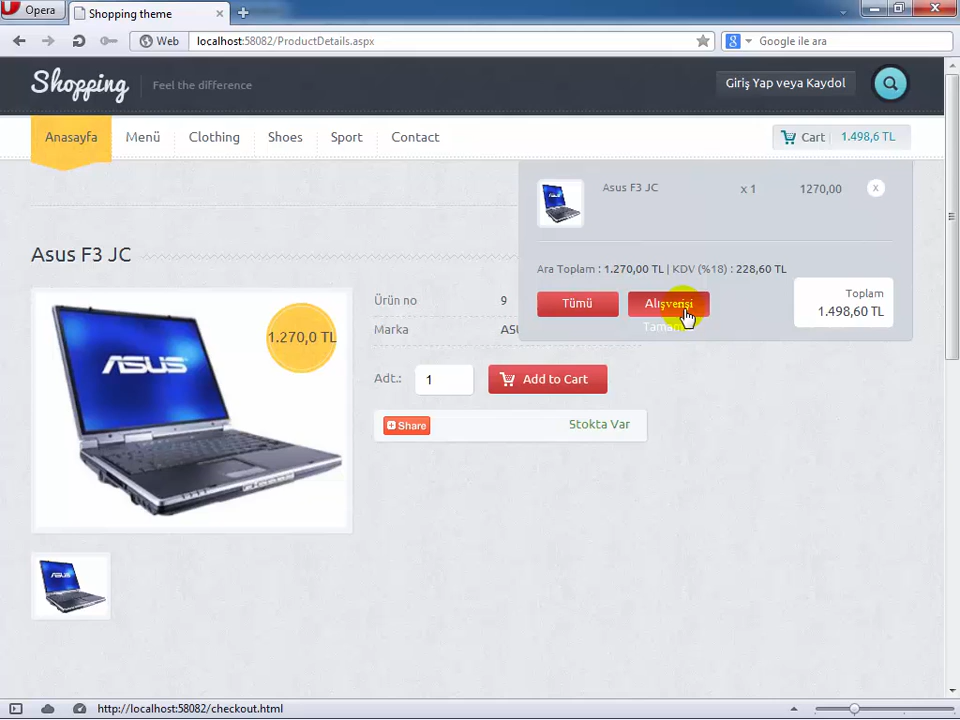 Opera
Shopping theme
Web
localhost:58082/ProductDetails.aspx
Google ile ara
Shopping
Feel the difference
Giriş Yap veya Kaydol
Anasayfa
Menü
Clothing
Shoes
Sport
Contact
Cart
1.498,6 TL
Asus F3 JC
x 1
1270,00
x
Ara Toplam : 1.270,00 TL | KDV (%18) : 228,60 TL
Tümü
Alışverişi
Toplam
1.498,60 TL
Asus F3 JC
1.270,0 TL
ASUS
Ürün no
9
Marka
Adt.:
1
Add to Cart
Share
Stokta Var
ASUS
http://localhost:58082/checkout.html